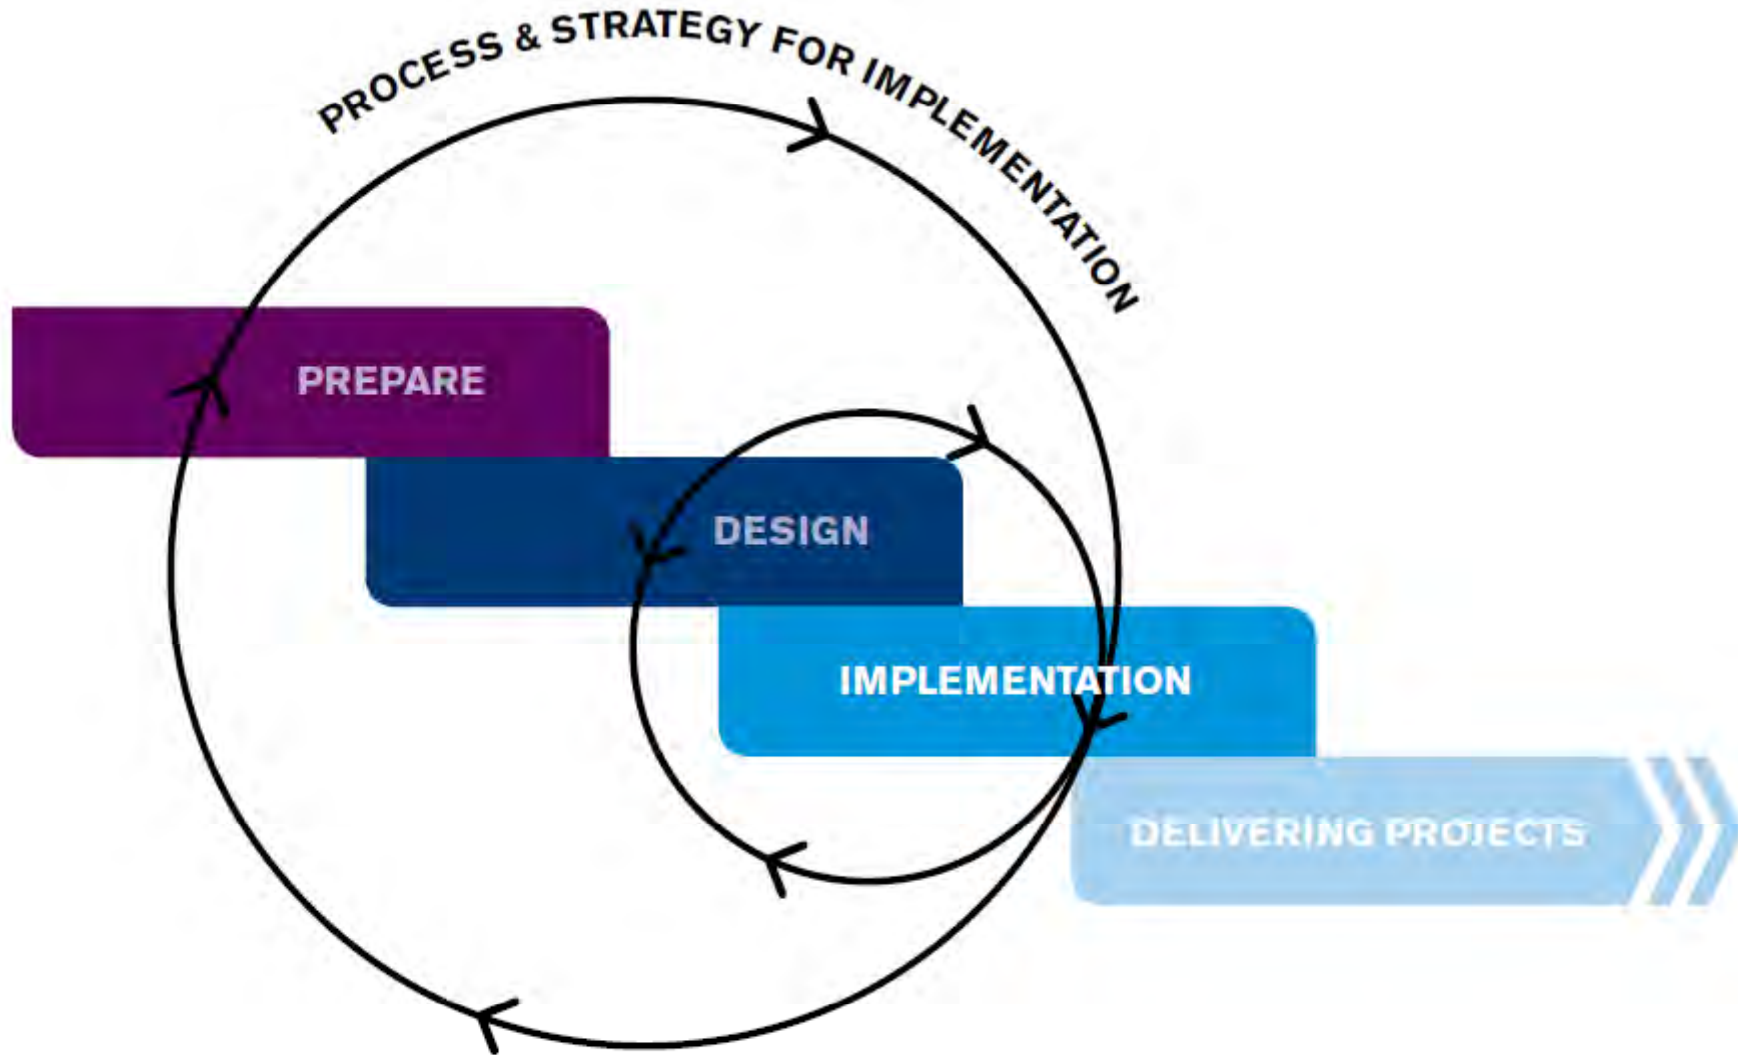 PROCESS & STRATEGY FOR IMPLEMENTATION
PREPARE
DESIGN
IMPLEMENTATION
DELIVERING PROJECTS